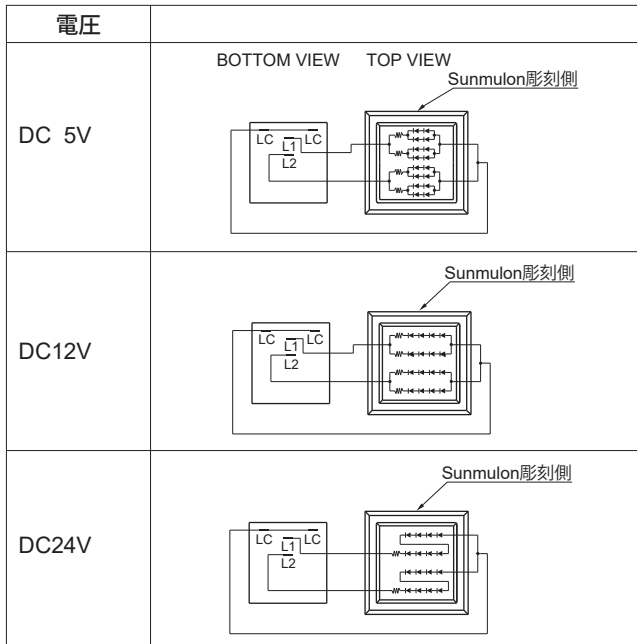 電圧
BOTTOM VIEW TOP VIEW
Sunmulon彫刻側
DC 5V
LC L1 LC
L2
Sunmulon彫刻側
DC12V
LC L1 LC
L2
Sunmulon彫刻側
DC24V
LC L1 LC
L2